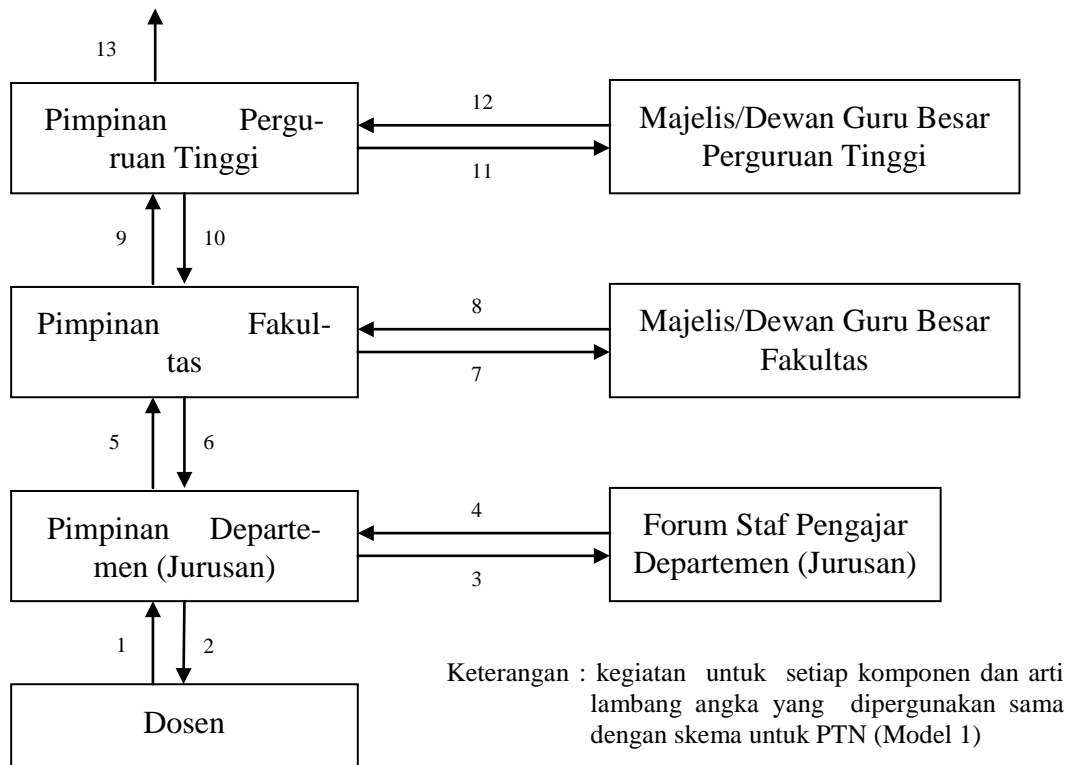 13
Pimpinan Pergu-
ruan Tinggi
12
11
Majelis/Dewan Guru Besar
Perguruan Tinggi
9
10
Pimpinan Fakul-
tas
8
7
Majelis/Dewan Guru Besar
Fakultas
5
6
Pimpinan Departe-
men (Jurusan)
4
3
Forum Staf Pengajar
Departemen (Jurusan)
1
2
Dosen
Keterangan : kegiatan untuk setiap komponen dan arti
lambang angka yang dipergunakan sama
dengan skema untuk PTN (Model 1)